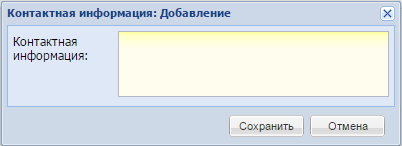 Контактная информация: Добавление
Контактная
информация:
Сохранить
Отмена